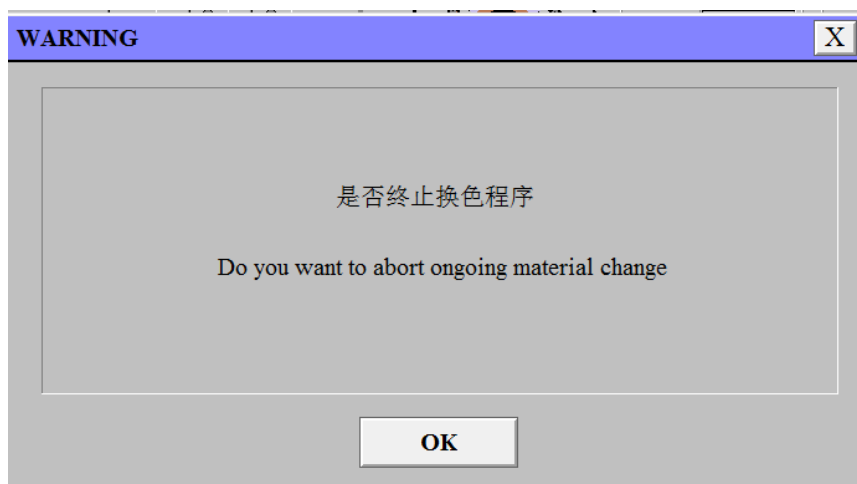 WARNING
X
是否终止换色程序
Do you want to abort ongoing material change
OK